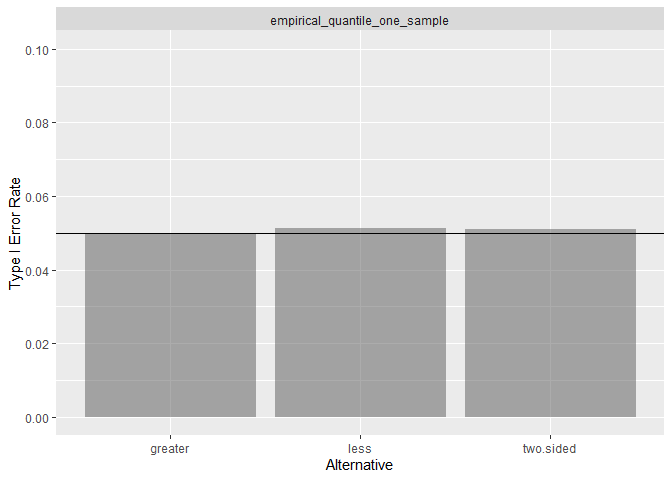 empirical_quantile_one_sample
0.10
0.08
0.06
0.04
0.02
0.00
Type I Error Rate
greater
less
two.sided
Alternative